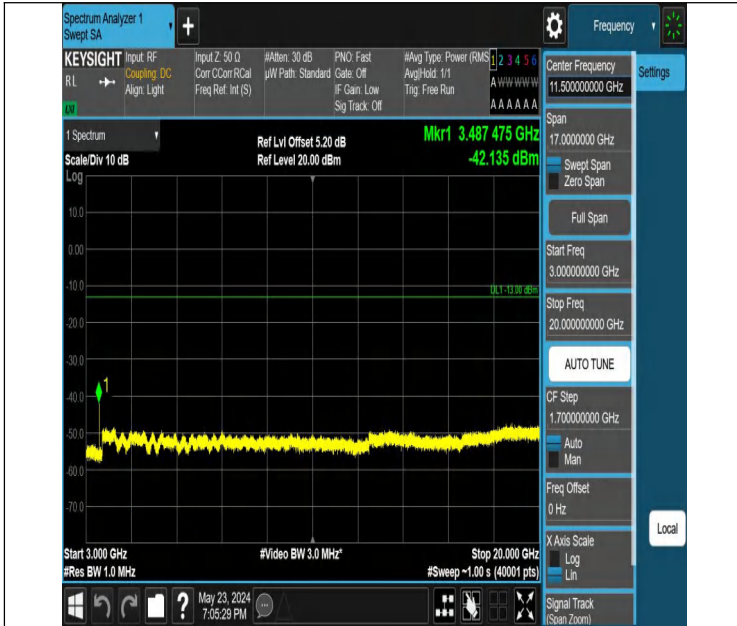 Spectrum Analyzer 1
Swept SA
+
Frequency
KEYSIGHT
RL
Input: RF
Coupling: DC
Align: Light
Input Z: 50 Ω
Corr CCorr RCal
Freq Ref: Int (S)
#Atten: 30 dB
µW Path: Standard
PNO: Fast
Gate: Off
IF Gain: Low
Sig Track: Off
#Avg Type: Power (RMS
Avg|Hold: 1/1
Trig: Free Run
1 2 3 4 5 6
A W W W W W
A A A A A A
1 Spectrum
Scale/Div 10 dB
Ref Lvl Offset 5.20 dB
Ref Level 20.00 dBm
Mkr1 3.487 475 GHz
-42.135 dBm
Log
10.0
0.00
-10.0
-20.0
-30.0
-40.0
-50.0
-60.0
-70.0
DL1 -13.00 dBm
1
Start 3.000 GHz
#Res BW 1.0 MHz
#Video BW 3.0 MHz*
Stop 20.000 GHz
#Sweep ~1.00 s (40001 pts)
Center Frequency
11.500000000 GHz
Span
17.0000000 GHz
Swept Span
Zero Span
Full Span
Start Freq
3.000000000 GHz
Stop Freq
20.000000000 GHz
AUTO TUNE
CF Step
1.700000000 GHz
Auto
Man
Freq Offset
0 Hz
X Axis Scale
Log
Lin
Signal Track
(Span Zoom)
Settings
Local
?
May 23, 2024
7:05:29 PM